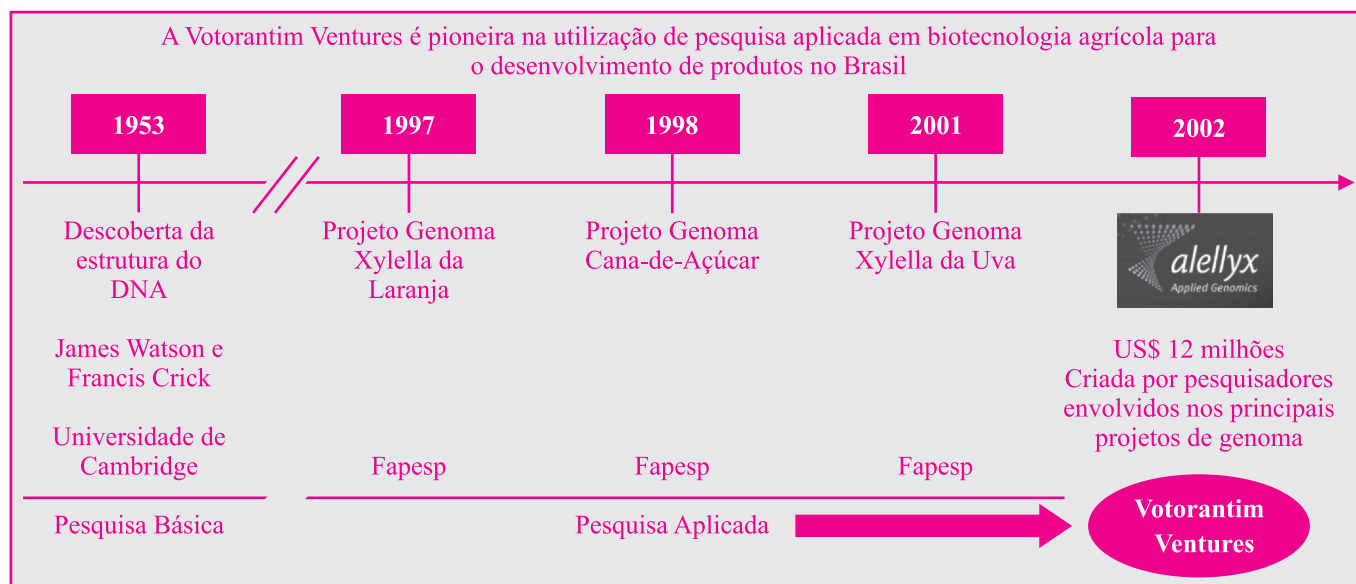 A Votorantim Ventures é pioneira na utilização de pesquisa aplicada em biotecnologia agrícola para
o desenvolvimento de produtos no Brasil
1953
1997
1998
2001
2002
Descoberta da
estrutura do
DNA
James Watson e
Francis Crick
Universidade de
Cambridge
Projeto Genoma
Xylella da
Laranja
Fapesp
Projeto Genoma
Cana-de-Açúcar
Fapesp
Projeto Genoma
Xylella da Uva
Fapesp
alellyx
Applied Genomics
US$ 12 milhões
Criada por pesquisadores
envolvidos nos principais
projetos de genoma
Pesquisa Básica
Pesquisa Aplicada
Votorantim
Ventures